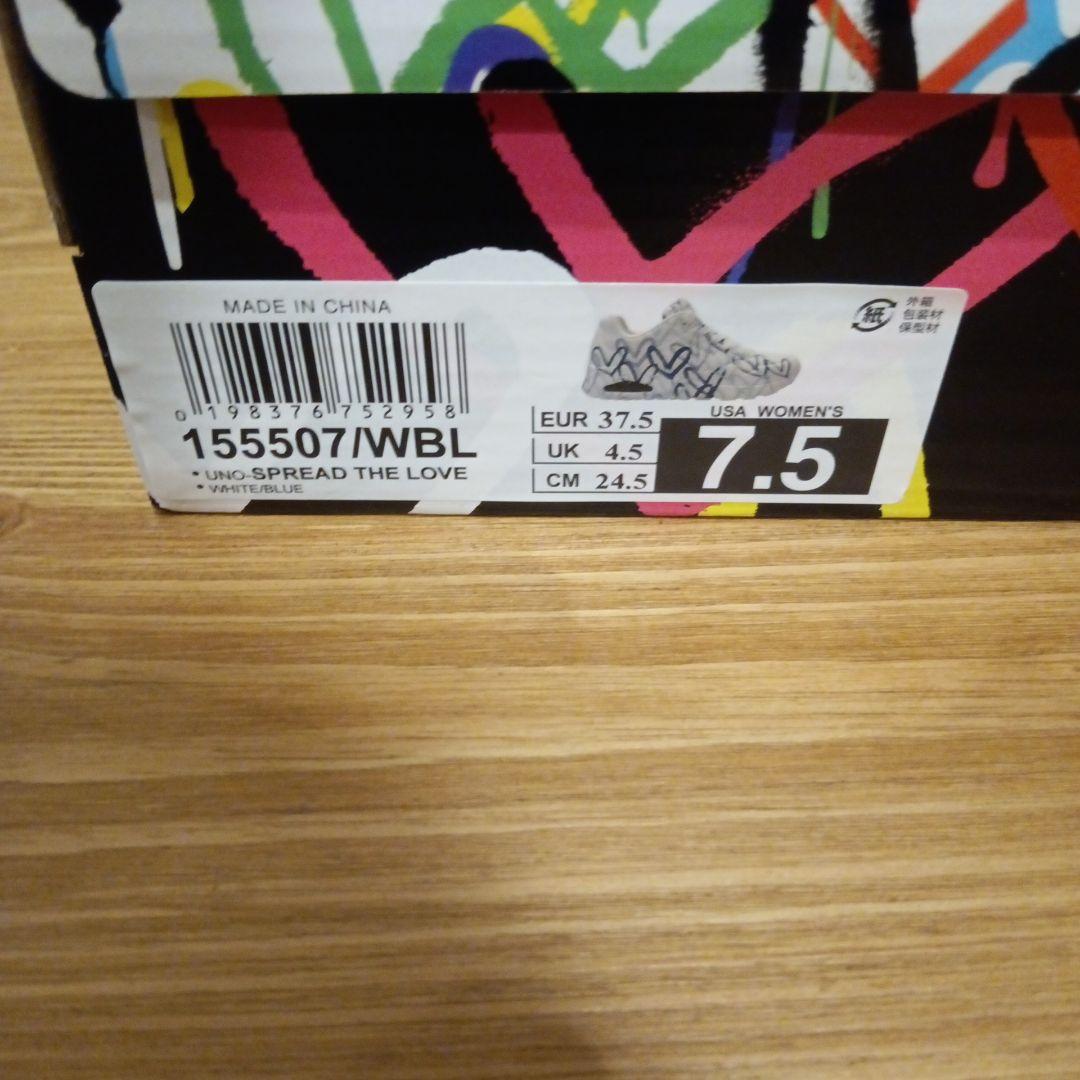 MADE IN CHINA
0 198376 752958
155507/WBL
• UNO-SPREAD THE LOVE
• WHITE/BLUE
EUR 37.5
UK 4.5
CM 24.5
USA WOMEN'S
7.5
紙
外箱
包装材
保型材